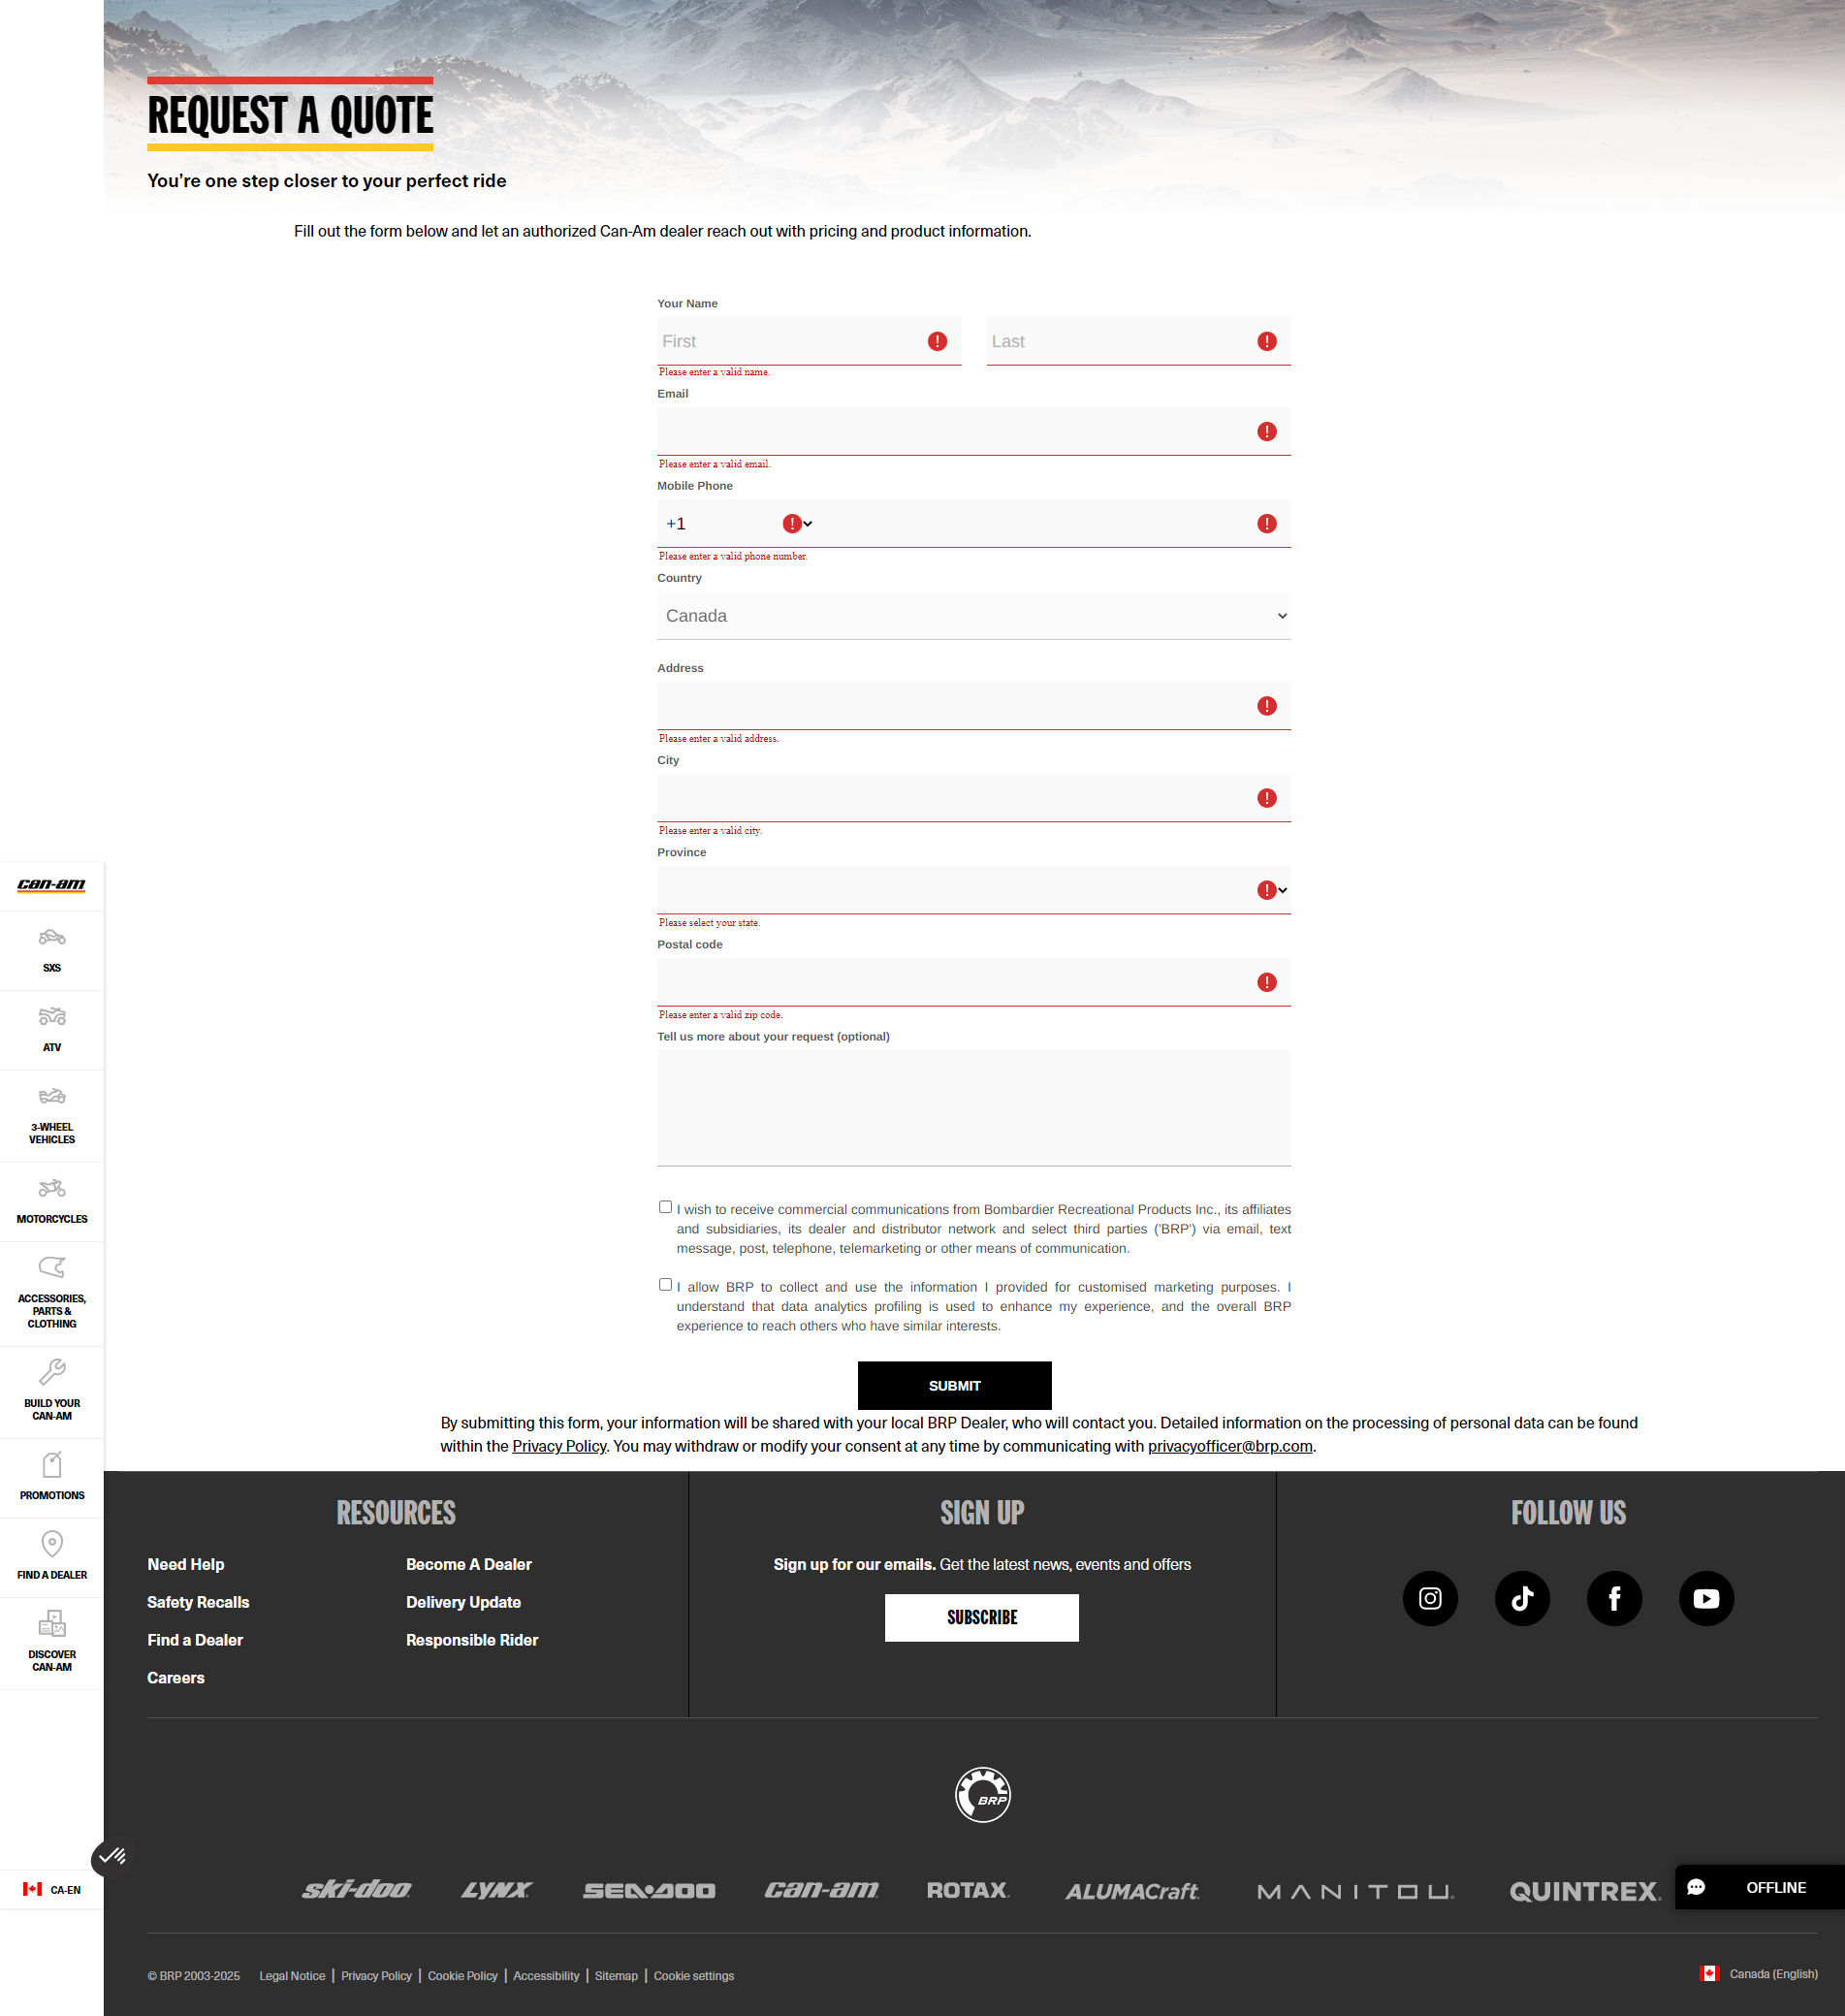 REQUEST A QUOTE
You're one step closer to your perfect ride
Fill out the form below and let an authorized Can-Am dealer reach out with pricing and product information.
Your Name
First
Last
Please enter a valid name.
Email
Please enter a valid email.
Mobile Phone
+1
Please enter a valid phone number.
Country
Canada
Address
Please enter a valid address.
City
Please enter a valid city.
Province
Please select your state.
Postal code
Please enter a valid zip code.
Tell us more about your request (optional)
I wish to receive commercial communications from Bombardier Recreational Products Inc., its affiliates
and subsidiaries, its dealer and distributor network and select third parties ('BRP') via email, text
message, post, telephone, telemarketing or other means of communication.
I allow BRP to collect and use the information I provided for customised marketing purposes. I
understand that data analytics profiling is used to enhance my experience, and the overall BRP
experience to reach others who have similar interests.
SUBMIT
By submitting this form, your information will be shared with your local BRP Dealer, who will contact you. Detailed information on the processing of personal data can be found
within the Privacy Policy. You may withdraw or modify your consent at any time by communicating with privacyofficer@brp.com.
can-am
SXS
ATV
3-WHEEL
VEHICLES
MOTORCYCLES
ACCESSORIES,
PARTS &
CLOTHING
BUILD YOUR
CAN-AM
PROMOTIONS
FIND A DEALER
DISCOVER
CAN-AM
CA-EN
RESOURCES
Need Help
Safety Recalls
Find a Dealer
Careers
Become A Dealer
Delivery Update
Responsible Rider
SIGN UP
Sign up for our emails. Get the latest news, events and offers
SUBSCRIBE
FOLLOW US
BRP
ski-doo
LYNX
SEA-DOO
can-am
ROTAX
ALUMACraft
MANITOU
QUINTREX
OFFLINE
© BRP 2003-2025 Legal Notice | Privacy Policy | Cookie Policy | Accessibility | Sitemap | Cookie settings
Canada (English)